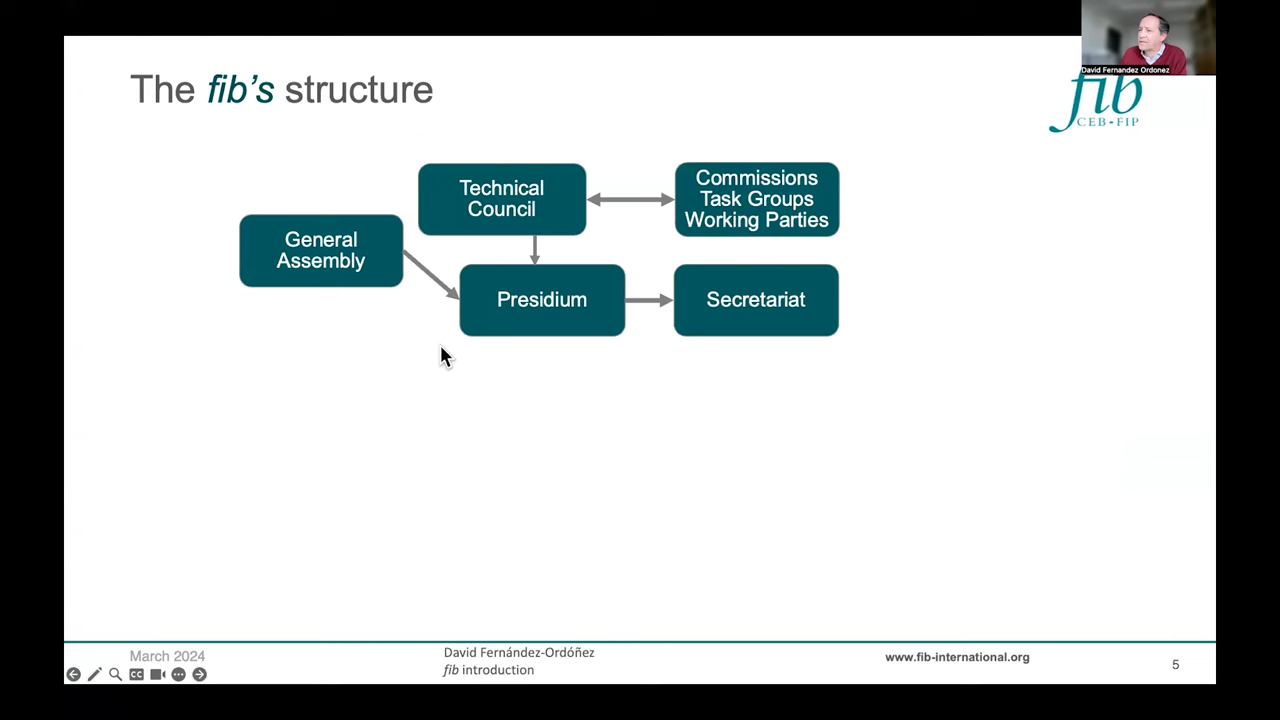 David Fernandez Ordonez
The fib's structure
fib
CEB•FIP
Technical
Council
Commissions
Task Groups
Working Parties
General
Assembly
Presidium
Secretariat
March 2024
David Fernández-Ordóñez
fib introduction
www.fib-international.org
5
CC